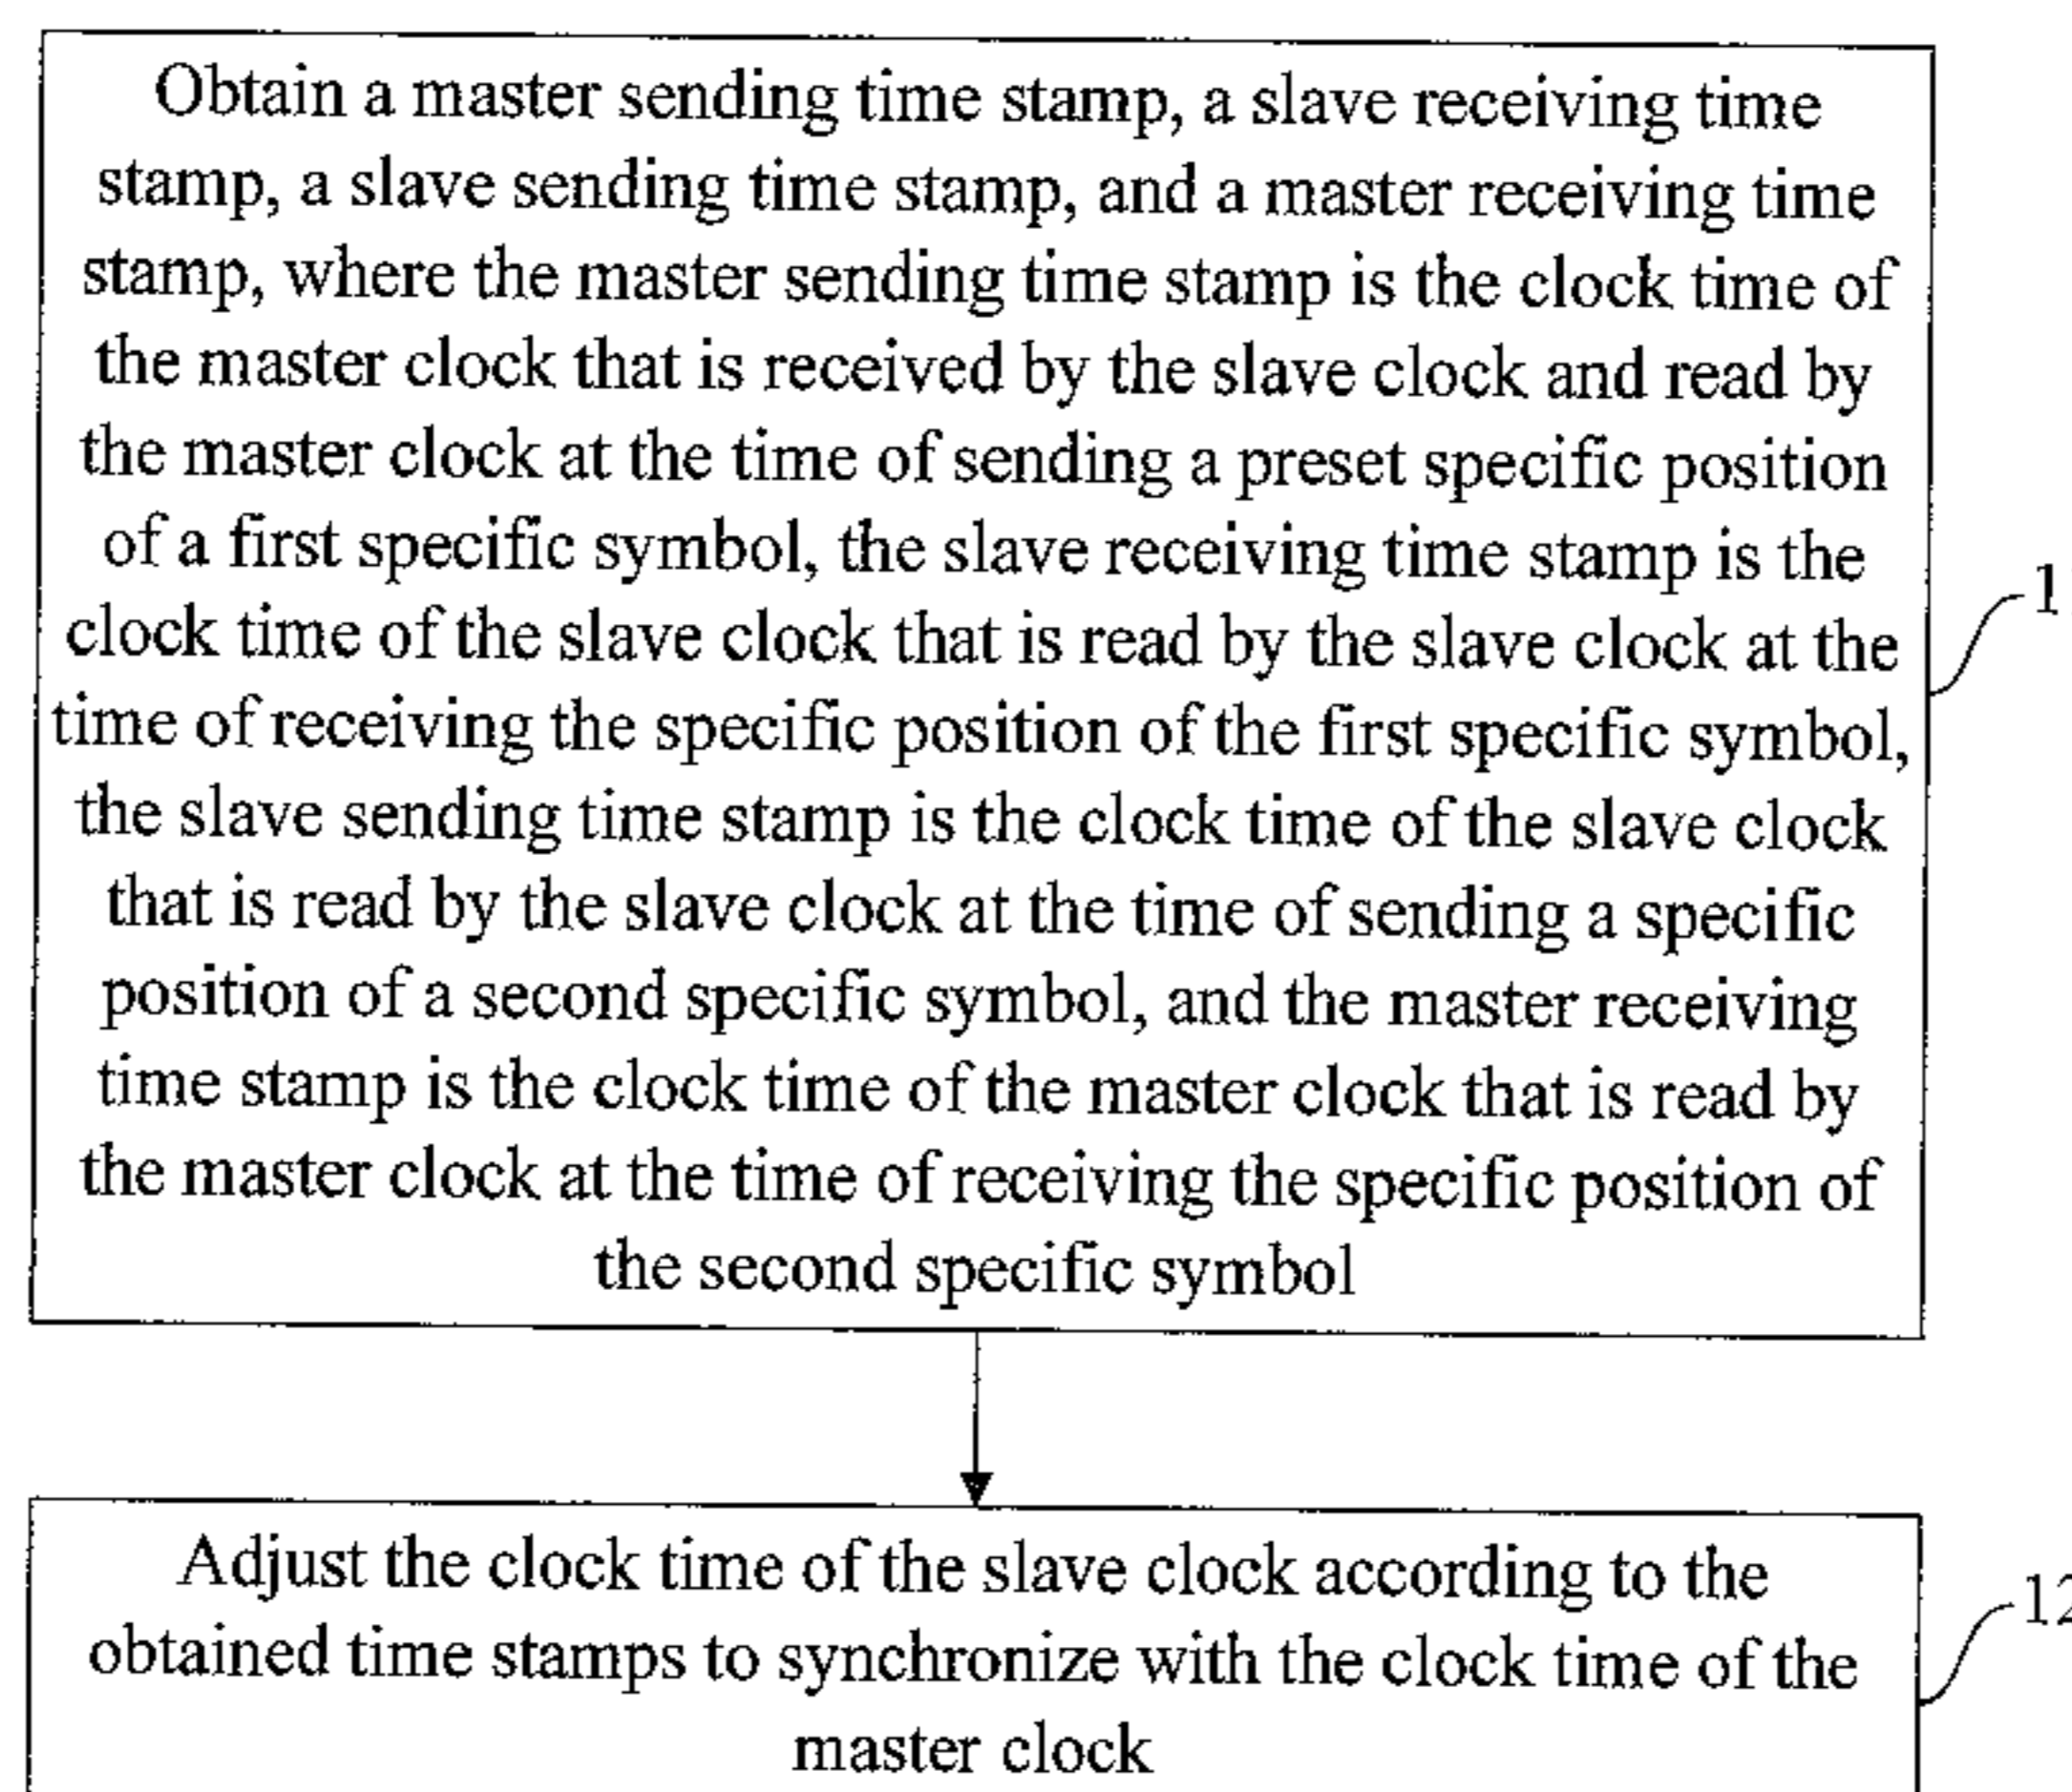 Obtain a master sending time stamp, a slave receiving time
stamp, a slave sending time stamp, and a master receiving time
stamp, where the master sending time stamp is the clock time of
the master clock that is received by the slave clock and read by
the master clock at the time of sending a preset specific position
of a first specific symbol, the slave receiving time stamp is the
clock time of the slave clock that is read by the slave clock at the
time of receiving the specific position of the first specific symbol,
the slave sending time stamp is the clock time of the slave clock
that is read by the slave clock at the time of sending a specific
position of a second specific symbol, and the master receiving
time stamp is the clock time of the master clock that is read by
the master clock at the time of receiving the specific position of
the second specific symbol
1
Adjust the clock time of the slave clock according to the
obtained time stamps to synchronize with the clock time of the
master clock
12